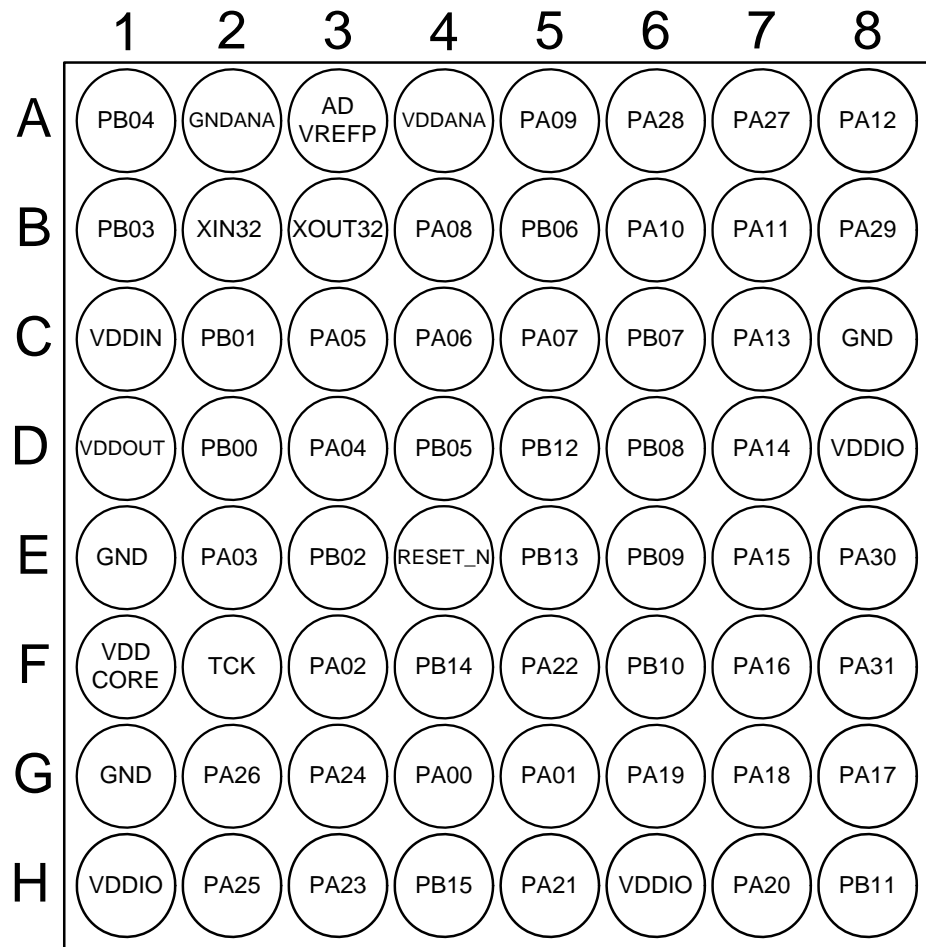 1 2 3 4 5 6 7 8
A PB04 GNDANA AD VREFP VDDANA PA09 PA28 PA27 PA12
B PB03 XIN32 XOUT32 PA08 PB06 PA10 PA11 PA29
C VDDIN PB01 PA05 PA06 PA07 PB07 PA13 GND
D VDDOUT PB00 PA04 PB05 PB12 PB08 PA14 VDDIO
E GND PA03 PB02 RESET_N PB13 PB09 PA15 PA30
F VDD CORE TCK PA02 PB14 PA22 PB10 PA16 PA31
G GND PA26 PA24 PA00 PA01 PA19 PA18 PA17
H VDDIO PA25 PA23 PB15 PA21 VDDIO PA20 PB11